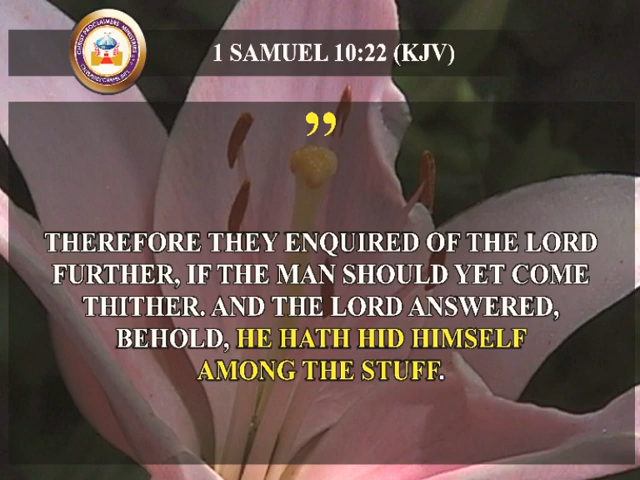 1 SAMUEL 10:22 (KJV)
”
THEREFORE THEY ENQUIRED OF THE LORD
FURTHER, IF THE MAN SHOULD YET COME
THITHER. AND THE LORD ANSWERED,
BEHOLD, HE HATH HID HIMSELF
AMONG THE STUFF.